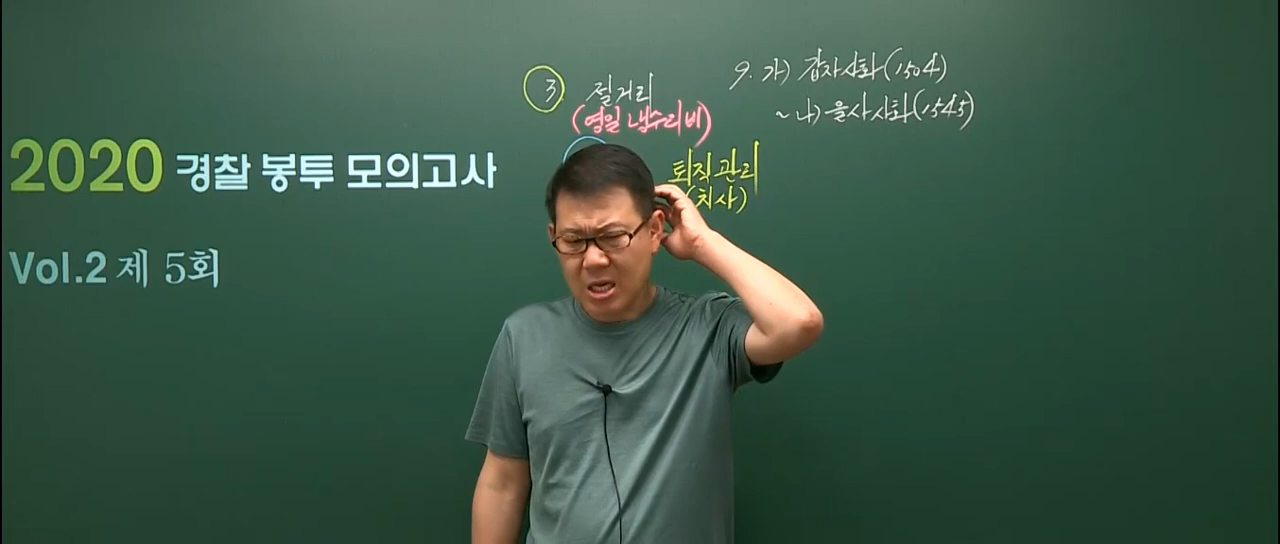 2020 경찰 봉투 모의고사
Vol.2 제 5회
3. 절거리
(영일 냉수리비)
퇴직관리
(치사)
9. 가) 갑자사화(1504)
~ 나) 을사사화(1545)